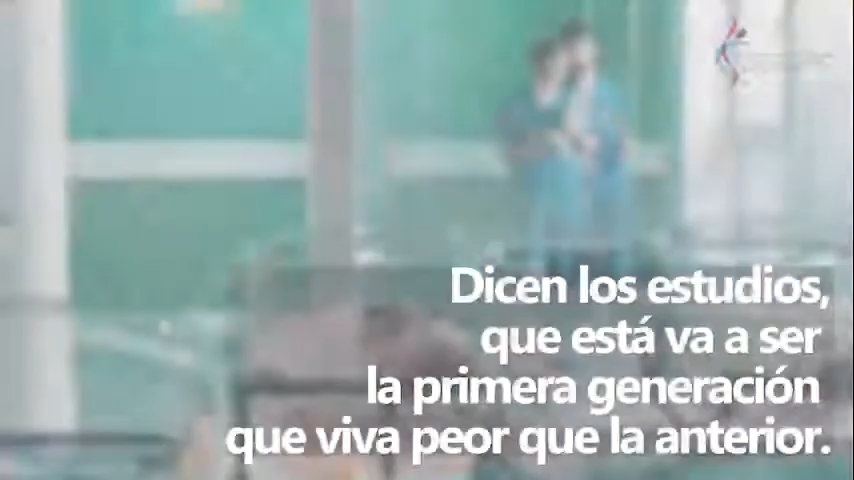 Dicen los estudios,
que está va a ser
la primera generación
que viva peor que la anterior.